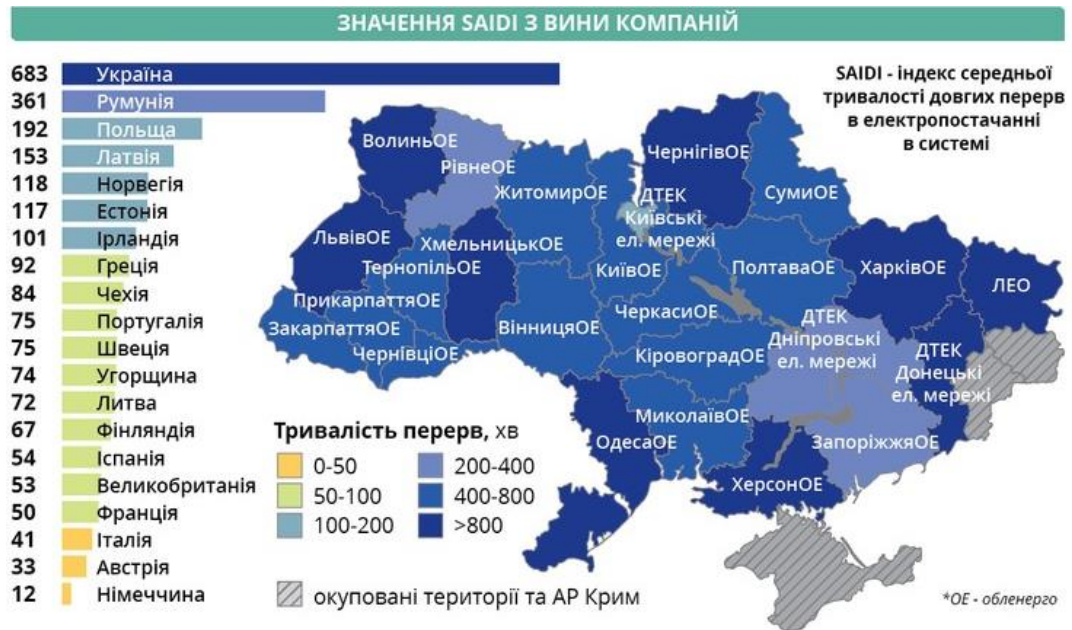 ЗНАЧЕННЯ SAIDI З ВИНИ КОМПАНІЙ
683 Україна
361 Румунія
192 Польща
153 Латвія
118 Норвегія
117 Естонія
101 Ірландія
92 Греція
84 Чехія
75 Португалія
75 Швеція
74 Угорщина
72 Литва
67 Фінляндія
54 Іспанія
53 Великобританія
50 Франція
41 Італія
33 Австрія
12 Німеччина
SAIDI - індекс середньої
тривалості довгих перерв
в електропостачанні
в системі
ВолиньОЕ
РівнеОЕ
ЖитомирОЕ
ЧернігівОЕ
СумиОЕ
ДТЕК
Київські
ел. мережі
ЛьвівОЕ
ХмельницькОЕ
ТернопільОЕ
КиївОЕ
ПолтаваОЕ
ХарківОЕ
ЛЕО
ПрикарпаттяОЕ
ЗакарпаттяОЕ
ЧернівціОЕ
ВінницяОЕ
ЧеркасиОЕ
КіровоградОЕ
ДТЕК
Дніпровські
ел. мережі
ДТЕК
Донецькі
ел. мережі
МиколаївОЕ
ОдесаОЕ
ЗапоріжжяОЕ
ХерсонОЕ
Тривалість перерв, хв
0-50
50-100
100-200
200-400
400-800
>800
окуповані території та АР Крим
*ОЕ - обленерго